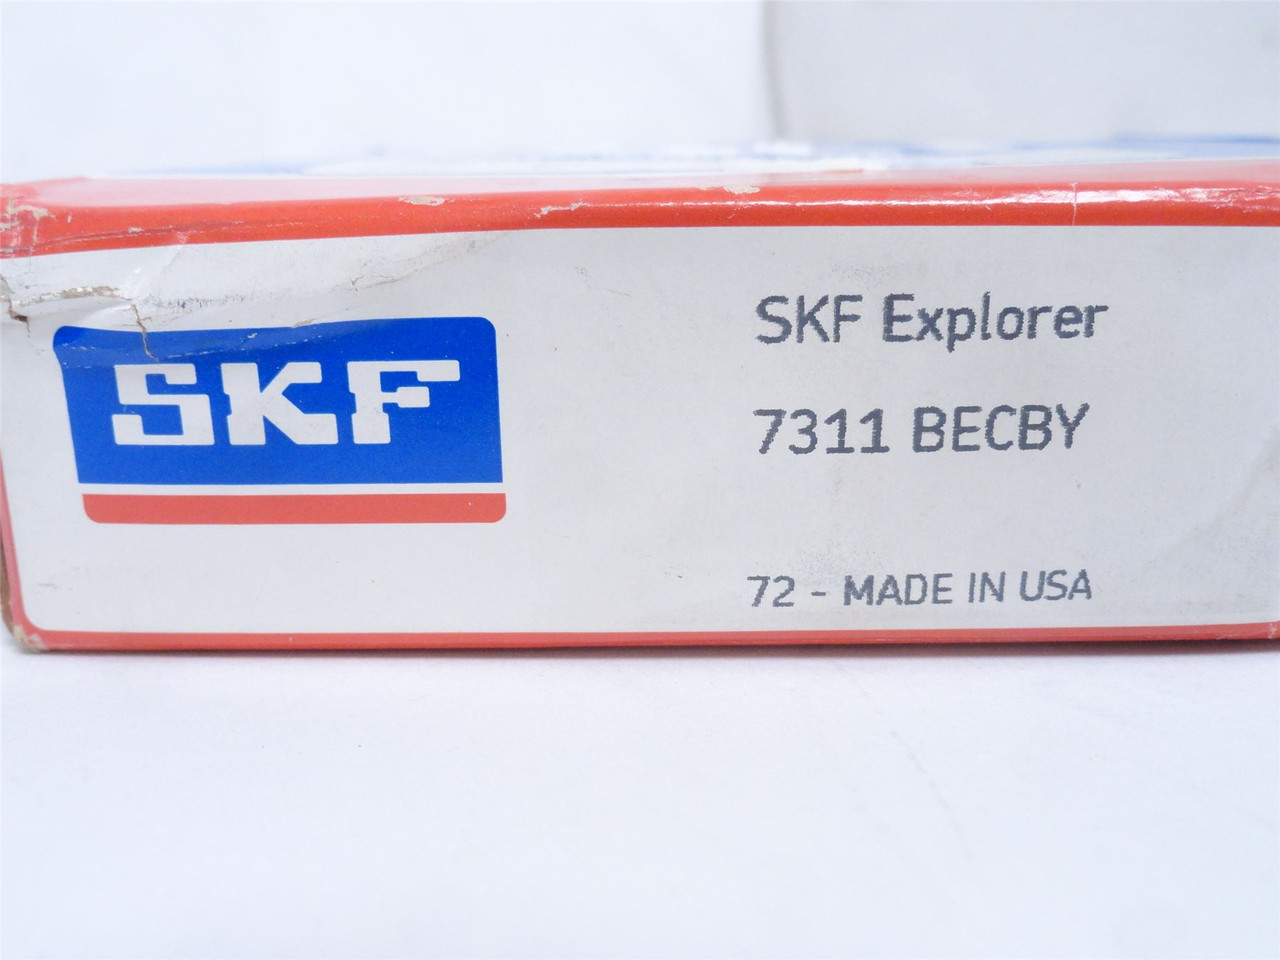 SKF
SKF Explorer
7311 BECBY
72 - MADE IN USA